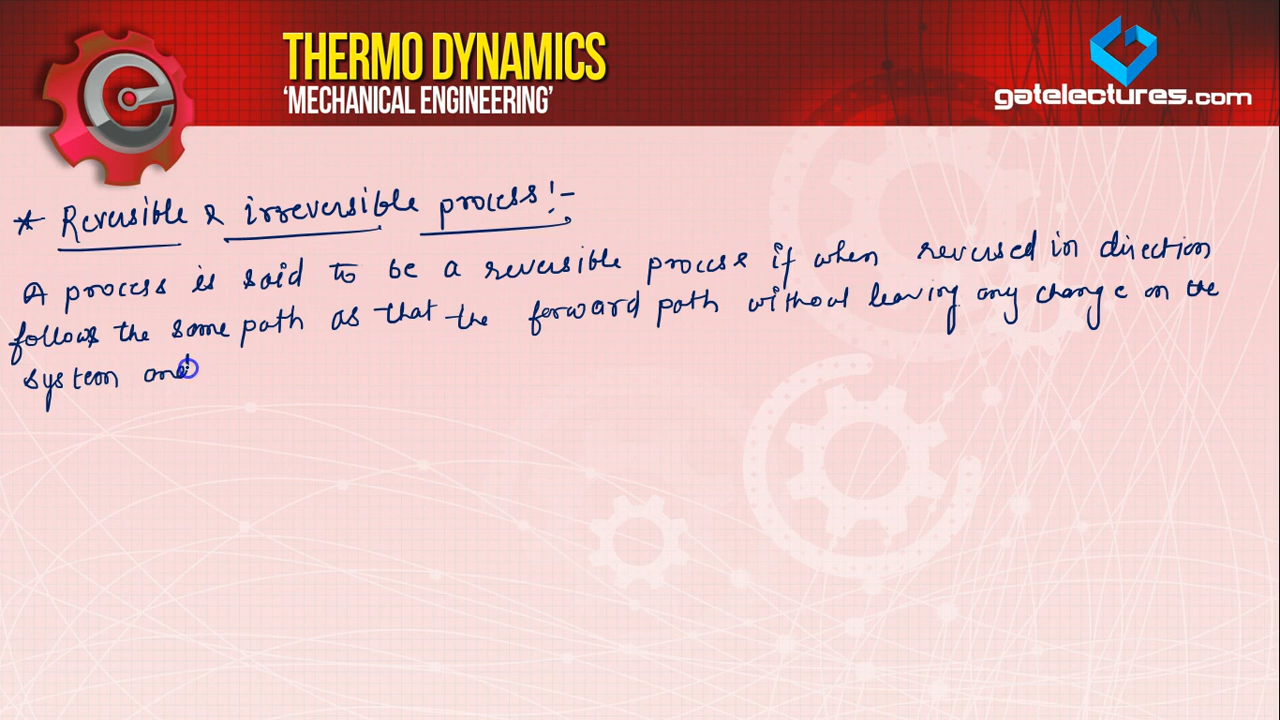 THERMO DYNAMICS
‘MECHANICAL ENGINEERING’
gatelectures.com
* Reversible & irreversible process:-
A process is said to be a reversible process if when reversed in direction
follows the same path as that the forward path without leaving any change on the
system and